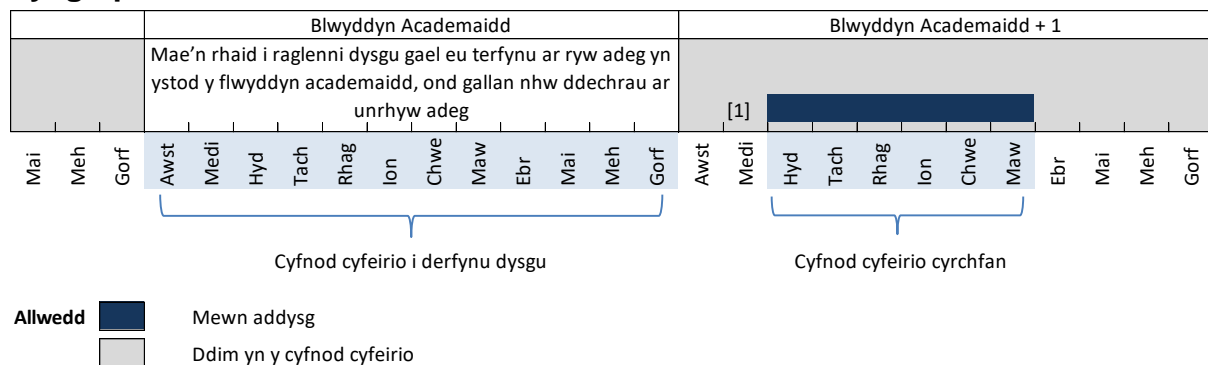 Blwyddyn Academaidd
Blwyddyn Academaidd + 1
Mae'n rhaid i raglenni dysgu gael eu terfynu ar ryw adeg yn
ystod y flwyddyn academaidd, ond gallan nhw ddechrau ar
unrhyw adeg
[1]
Mai
Meh
Gorf
Awst
Medi
Hyd
Tach
Rhag
Ion
Chwe
Maw
Ebr
Mai
Meh
Gorf
Awst
Medi
Hyd
Tach
Rhag
Ion
Chwe
Maw
Ebr
Mai
Meh
Gorf
Cyfnod cyfeirio i derfynu dysgu
Cyfnod cyfeirio cyrchfan
Allwedd
Mewn addysg
Ddim yn y cyfnod cyfeirio